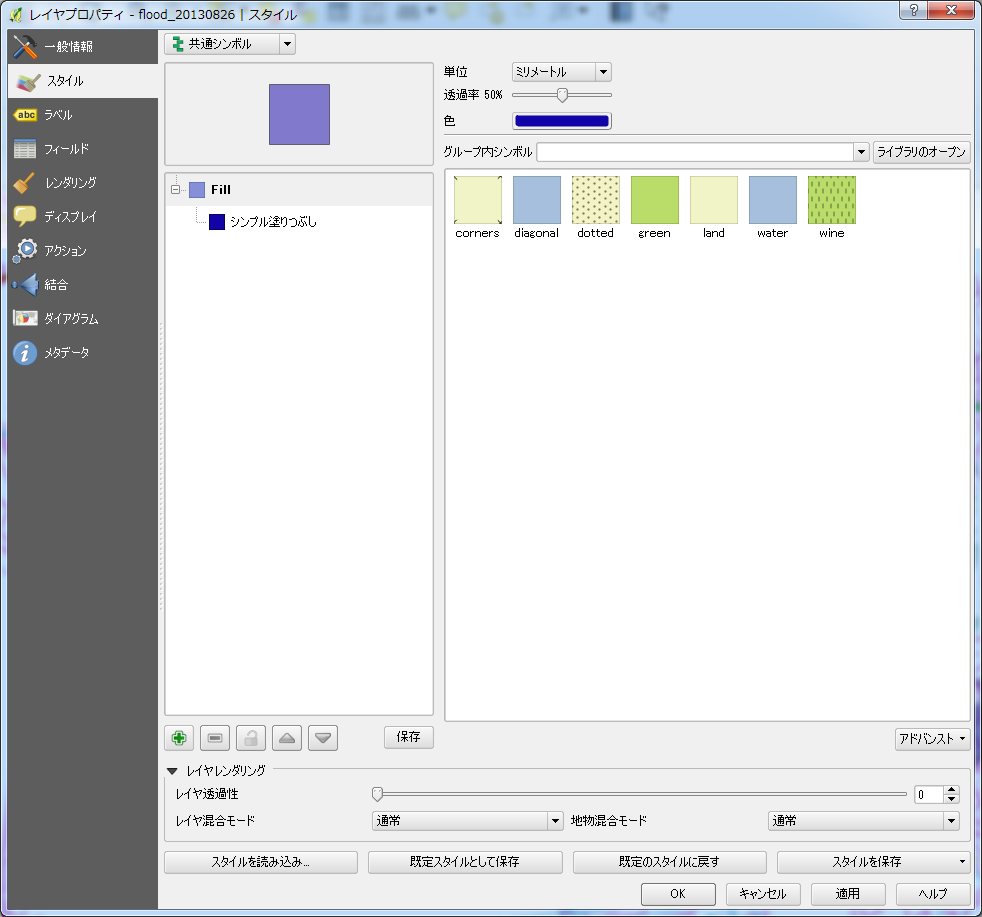 レイヤプロパティ - flood_20130826 | スタイル
一般情報
スタイル
abc ラベル
フィールド
レンダリング
ディスプレイ
アクション
結合
ダイアグラム
i メタデータ
共通シンボル
Fill
シンプル塗りつぶし
単位 ミリメートル
透過率 50%
色
グループ内シンボル ライブラリのオープン
corners diagonal dotted green land water wine
保存
アドバンスト
レイヤレンダリング
レイヤ透過性 0
レイヤ混合モード 通常 地物混合モード 通常
スタイルを読み込み... 既定スタイルとして保存 既定のスタイルに戻す スタイルを保存
OK キャンセル 適用 ヘルプ